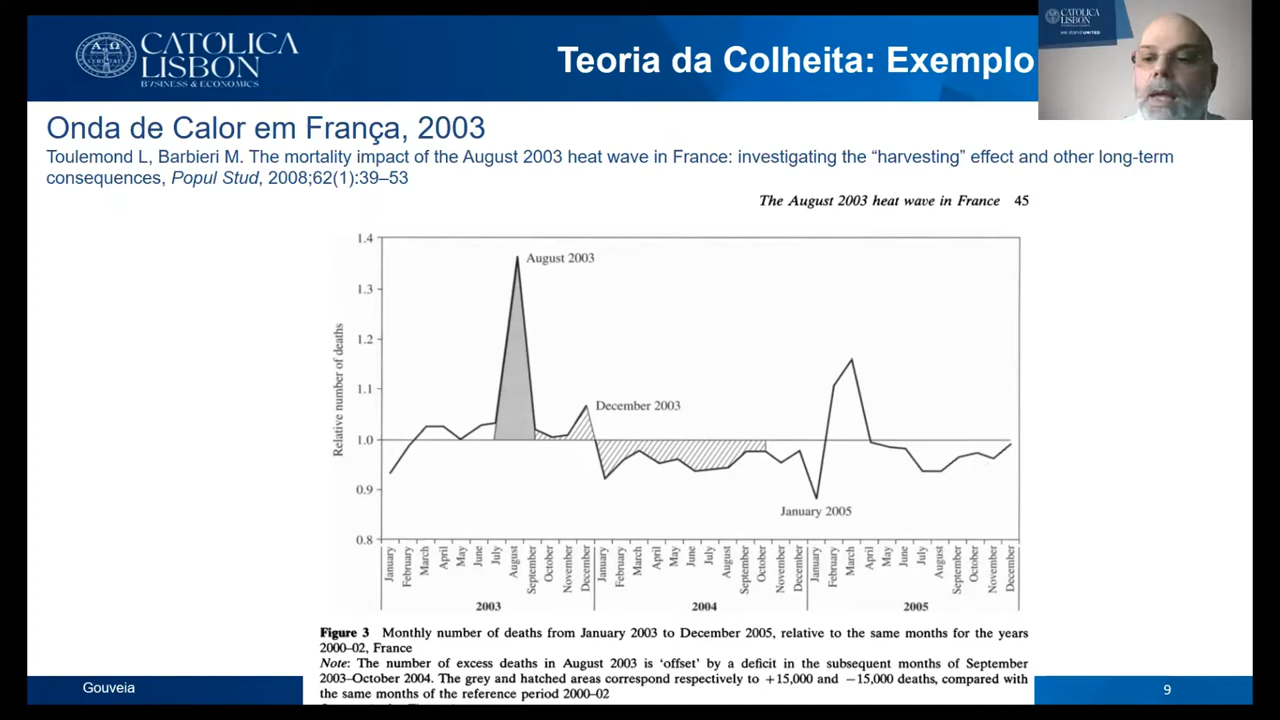 CATÓLICA
LISBON
BUSINESS & ECONOMICS
Teoria da Colheita: Exemplo
CATÓLICA
LISBON
we stand UNITED
Onda de Calor em França, 2003
Toulemond L, Barbieri M. The mortality impact of the August 2003 heat wave in France: investigating the “harvesting” effect and other long-term
consequences, Popul Stud, 2008;62(1):39–53
The August 2003 heat wave in France 45
1.4
1.3
1.2
1.1
1.0
0.9
0.8
Relative number of deaths
August 2003
December 2003
January 2005
January February March April May June July August September October November December
January February March April May June July August September October November December
January February March April May June July August September October November December
2003 2004 2005
Figure 3 Monthly number of deaths from January 2003 to December 2005, relative to the same months for the years
2000–02, France
Note: The number of excess deaths in August 2003 is ‘offset’ by a deficit in the subsequent months of September
2003–October 2004. The grey and hatched areas correspond respectively to +15,000 and −15,000 deaths, compared with
the same months of the reference period 2000–02
Gouveia
9